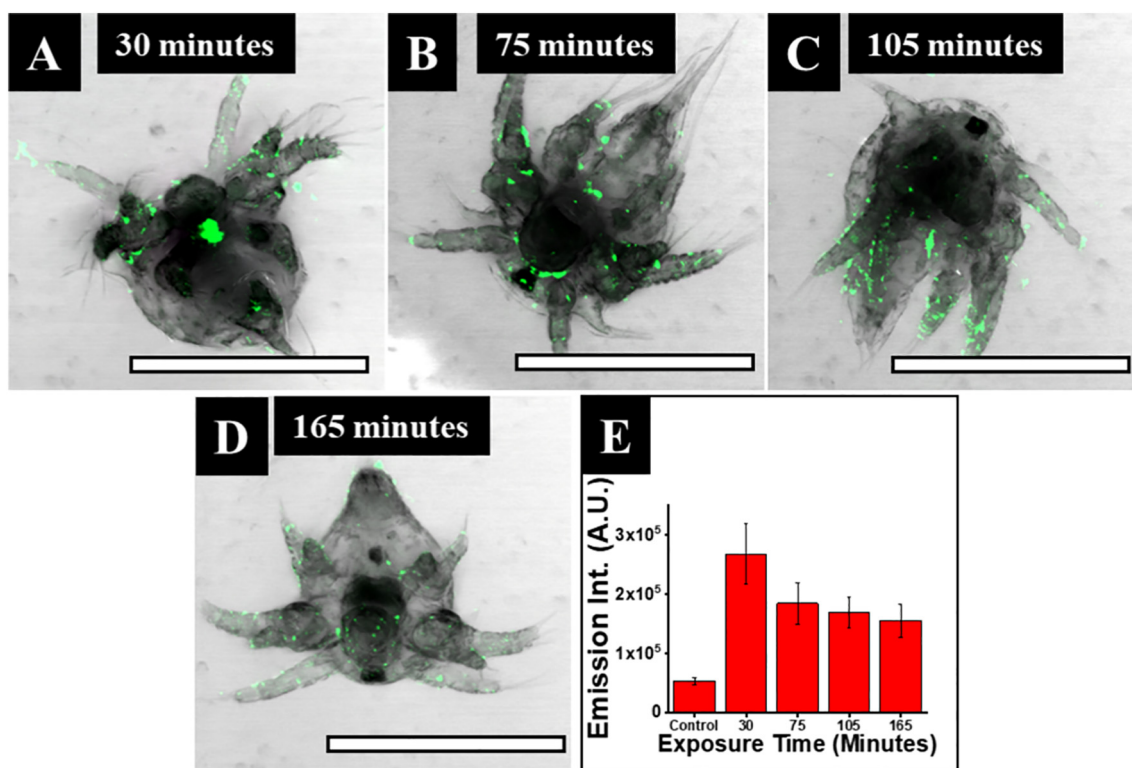 A 30 minutes
B 75 minutes
C 105 minutes
D 165 minutes
E
Emission Int. (A.U.)
3x10⁵
2x10⁵
1x10⁵
0
Control 30 75 105 165
Exposure Time (Minutes)